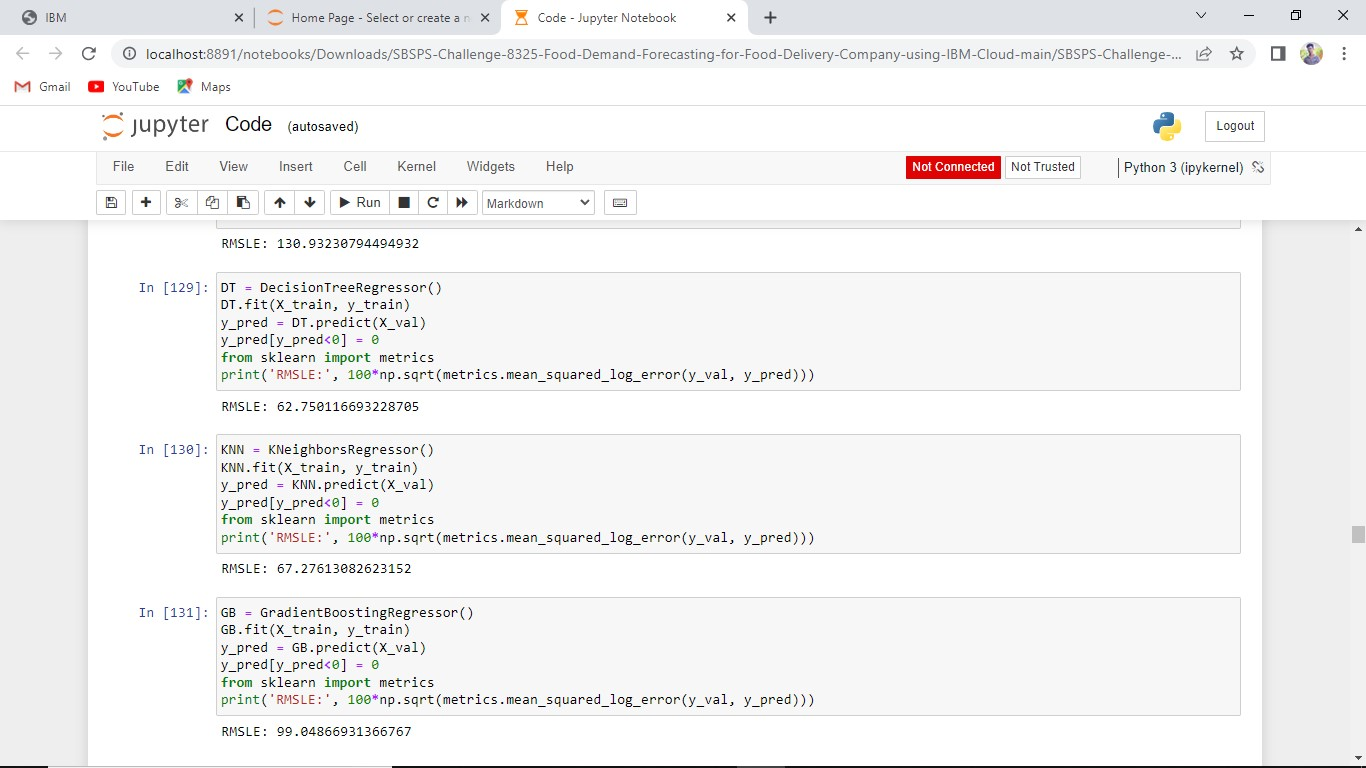 IBM
Home Page - Select or create a n
Code - Jupyter Notebook
localhost:8891/notebooks/Downloads/SBSPS-Challenge-8325-Food-Demand-Forecasting-for-Food-Delivery-Company-using-IBM-Cloud-main/SBSPS-Challenge-...
Gmail YouTube Maps
jupyter Code (autosaved) Logout
File Edit View Insert Cell Kernel Widgets Help Not Connected Not Trusted Python 3 (ipykernel)
Run Markdown
RMSLE: 130.93230794494932
In [129]: DT = DecisionTreeRegressor()
DT.fit(X_train, y_train)
y_pred = DT.predict(X_val)
y_pred[y_pred<0] = 0
from sklearn import metrics
print('RMSLE:', 100*np.sqrt(metrics.mean_squared_log_error(y_val, y_pred)))
RMSLE: 62.750116693228705
In [130]: KNN = KNeighborsRegressor()
KNN.fit(X_train, y_train)
y_pred = KNN.predict(X_val)
y_pred[y_pred<0] = 0
from sklearn import metrics
print('RMSLE:', 100*np.sqrt(metrics.mean_squared_log_error(y_val, y_pred)))
RMSLE: 67.27613082623152
In [131]: GB = GradientBoostingRegressor()
GB.fit(X_train, y_train)
y_pred = GB.predict(X_val)
y_pred[y_pred<0] = 0
from sklearn import metrics
print('RMSLE:', 100*np.sqrt(metrics.mean_squared_log_error(y_val, y_pred)))
RMSLE: 99.04866931366767